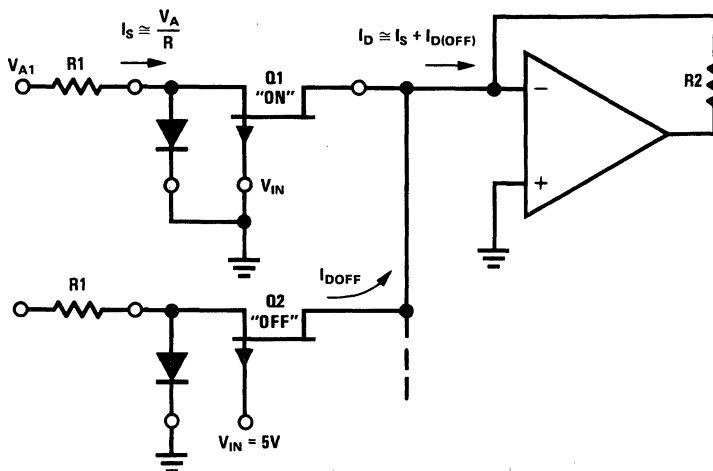 I_S ≅ V_A / R
I_D ≅ I_S + I_D(OFF)
V_A1
R1
Q1
"ON"
R2
−
+
V_IN
R1
Q2
"OFF"
I_DOFF
V_IN = 5V